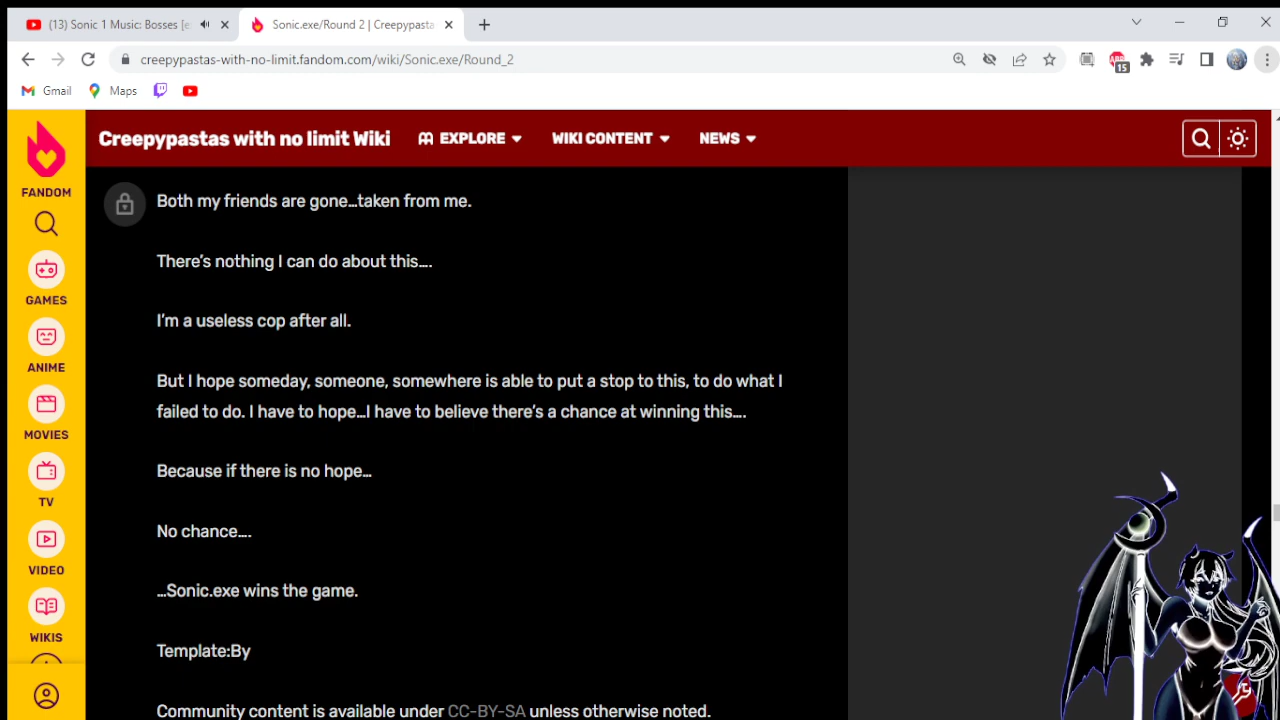 (13) Sonic 1 Music: Bosses [e
Sonic.exe/Round 2 | Creepypasta
creepypastas-with-no-limit.fandom.com/wiki/Sonic.exe/Round_2
15
Gmail
Maps
Creepypastas with no limit Wiki
EXPLORE
WIKI CONTENT
NEWS
FANDOM
GAMES
ANIME
MOVIES
TV
VIDEO
WIKIS
Both my friends are gone…taken from me.
There's nothing I can do about this….
I'm a useless cop after all.
But I hope someday, someone, somewhere is able to put a stop to this, to do what I
failed to do. I have to hope…I have to believe there's a chance at winning this….
Because if there is no hope…
No chance….
…Sonic.exe wins the game.
Template:By
Community content is available under CC-BY-SA unless otherwise noted.